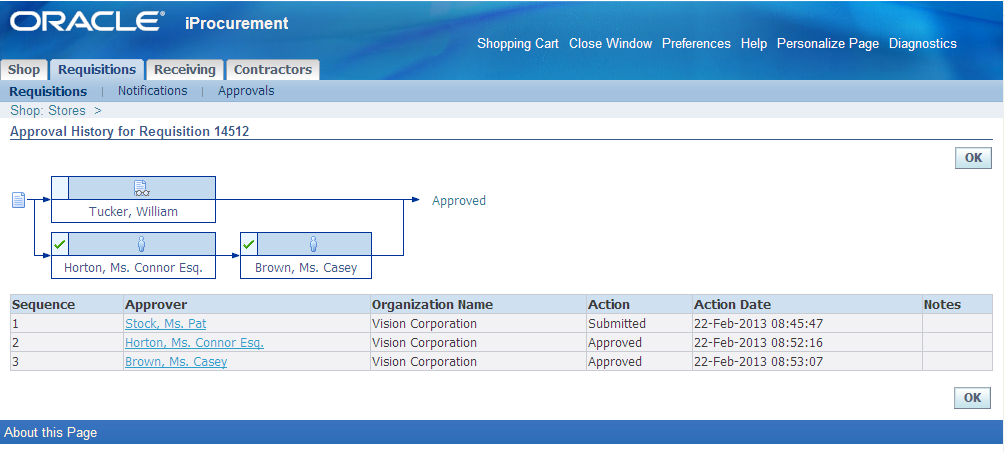 ORACLE® iProcurement
Shopping Cart Close Window Preferences Help Personalize Page Diagnostics
Shop Requisitions Receiving Contractors
Requisitions | Notifications | Approvals
Shop: Stores >
Approval History for Requisition 14512
OK
Tucker, William
Approved
Horton, Ms. Connor Esq.
Brown, Ms. Casey
Sequence Approver Organization Name Action Action Date Notes
1 Stock, Ms. Pat Vision Corporation Submitted 22-Feb-2013 08:45:47
2 Horton, Ms. Connor Esq. Vision Corporation Approved 22-Feb-2013 08:52:16
3 Brown, Ms. Casey Vision Corporation Approved 22-Feb-2013 08:53:07
OK
About this Page